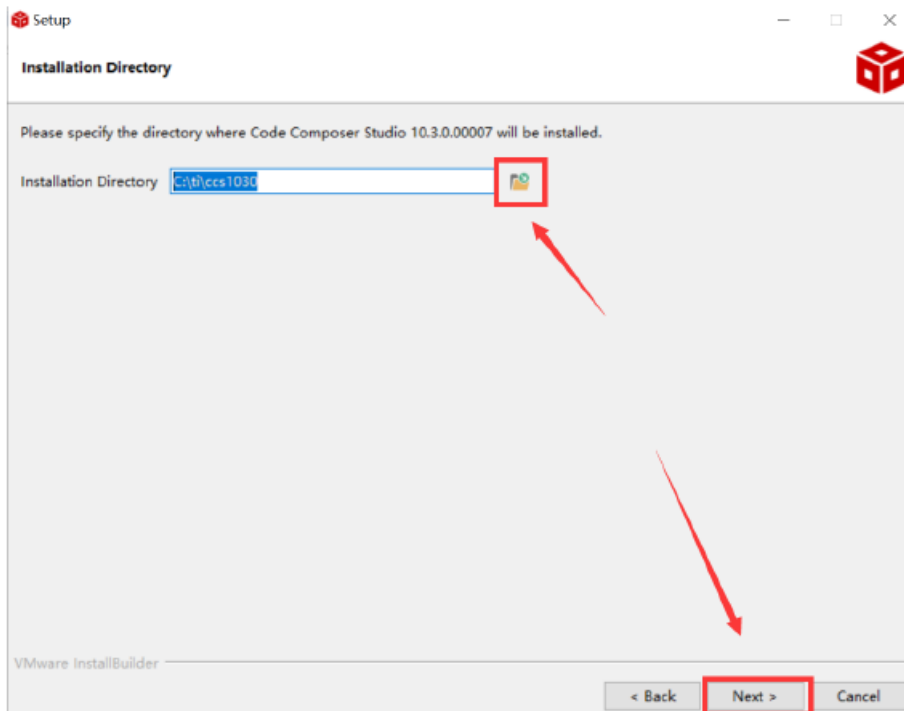 Setup
Installation Directory
Please specify the directory where Code Composer Studio 10.3.0.00007 will be installed.
Installation Directory C:\ti\ccs1030
VMware InstallBuilder
< Back Next > Cancel